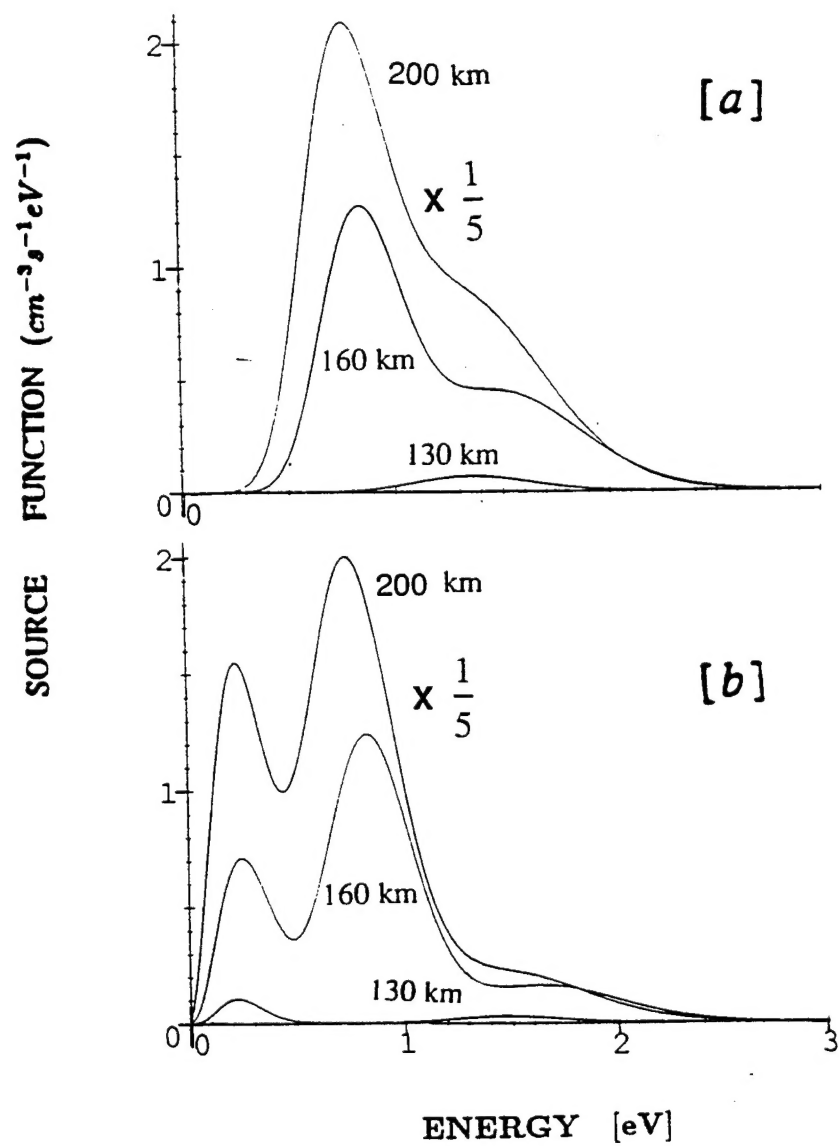 2
200 km
[a]
X 1/5
1
160 km
130 km
0
0
SOURCE FUNCTION (cm⁻³s⁻¹eV⁻¹)
2
200 km
X 1/5
[b]
1
160 km
130 km
0
0
1
2
3
ENERGY [eV]